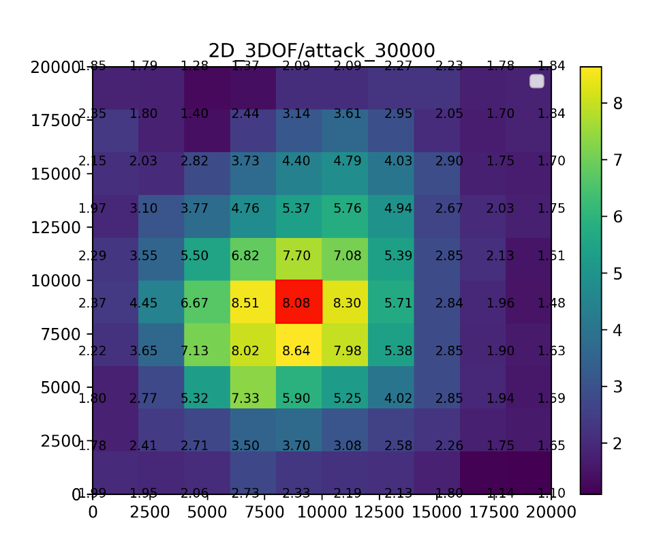 2D_3DOF/attack_30000
20000 1.85 1.79 1.28 1.37 2.09 2.09 2.27 2.23 1.78 1.84
17500 2.35 1.80 1.40 2.44 3.14 3.61 2.95 2.05 1.70 1.84
15000 2.15 2.03 2.82 3.73 4.40 4.79 4.03 2.90 1.75 1.70
12500 1.97 3.10 3.77 4.76 5.37 5.76 4.94 2.67 2.03 1.75
10000 2.29 3.55 5.50 6.82 7.70 7.08 5.39 2.85 2.13 1.51
7500 2.37 4.45 6.67 8.51 8.08 8.30 5.71 2.84 1.96 1.48
2.22 3.65 7.13 8.02 8.64 7.98 5.38 2.85 1.90 1.63
5000 1.80 2.77 5.32 7.33 5.90 5.25 4.02 2.85 1.94 1.59
2500 1.78 2.41 2.71 3.50 3.70 3.08 2.58 2.26 1.75 1.65
0 1.99 1.95 2.06 2.73 2.33 2.19 2.13 1.80 1.14 1.10
0 2500 5000 7500 10000 12500 15000 17500 20000
8
7
6
5
4
3
2